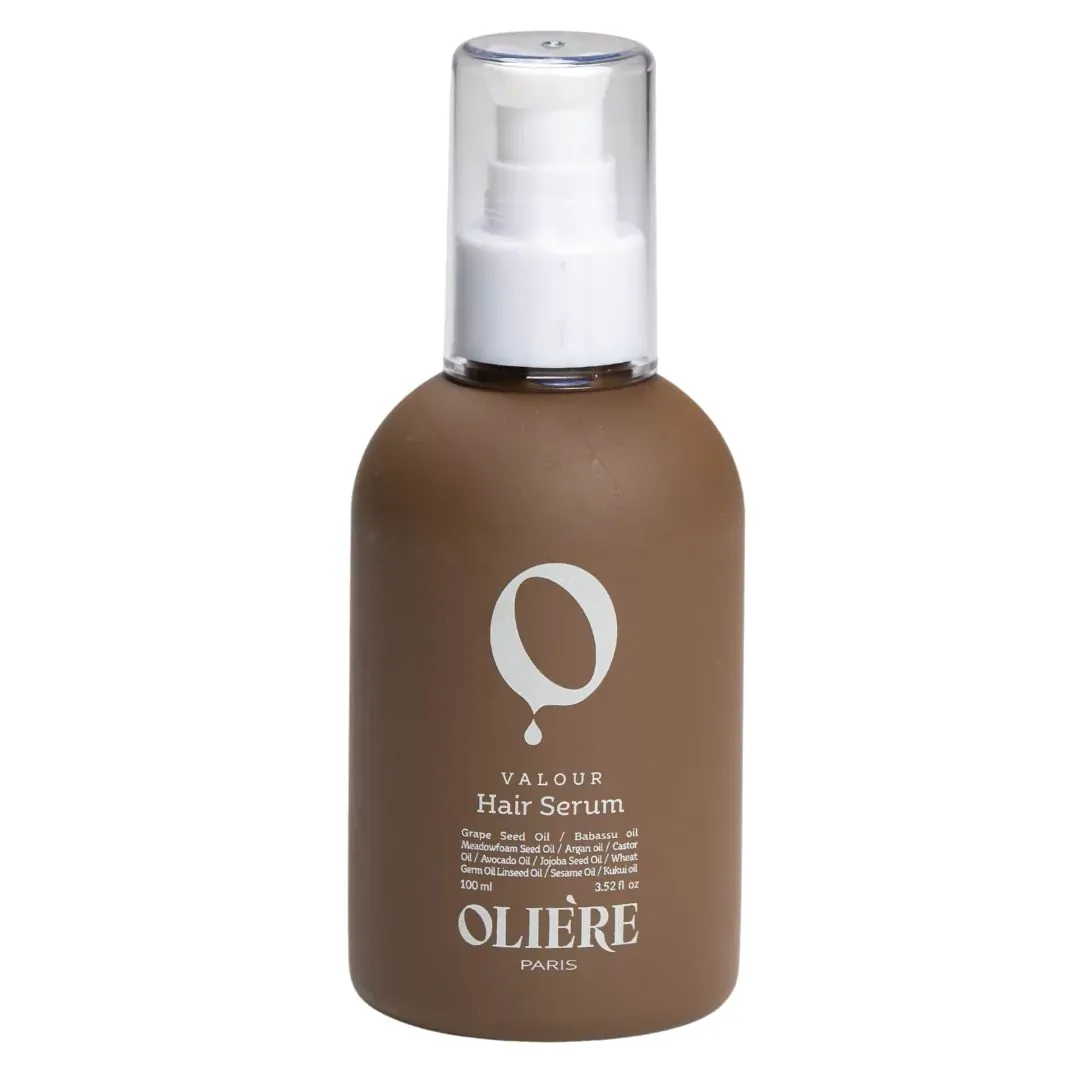 VALOUR
Hair Serum
Grape Seed Oil / Babassu oil
Meadowfoam Seed Oil / Argan oil / Castor
Oil / Avocado Oil / Jojoba Seed Oil / Wheat
Germ Oil Linseed Oil / Sesame Oil / Kukui oil
100 ml 3.52 fl oz
OLIÈRE
PARIS